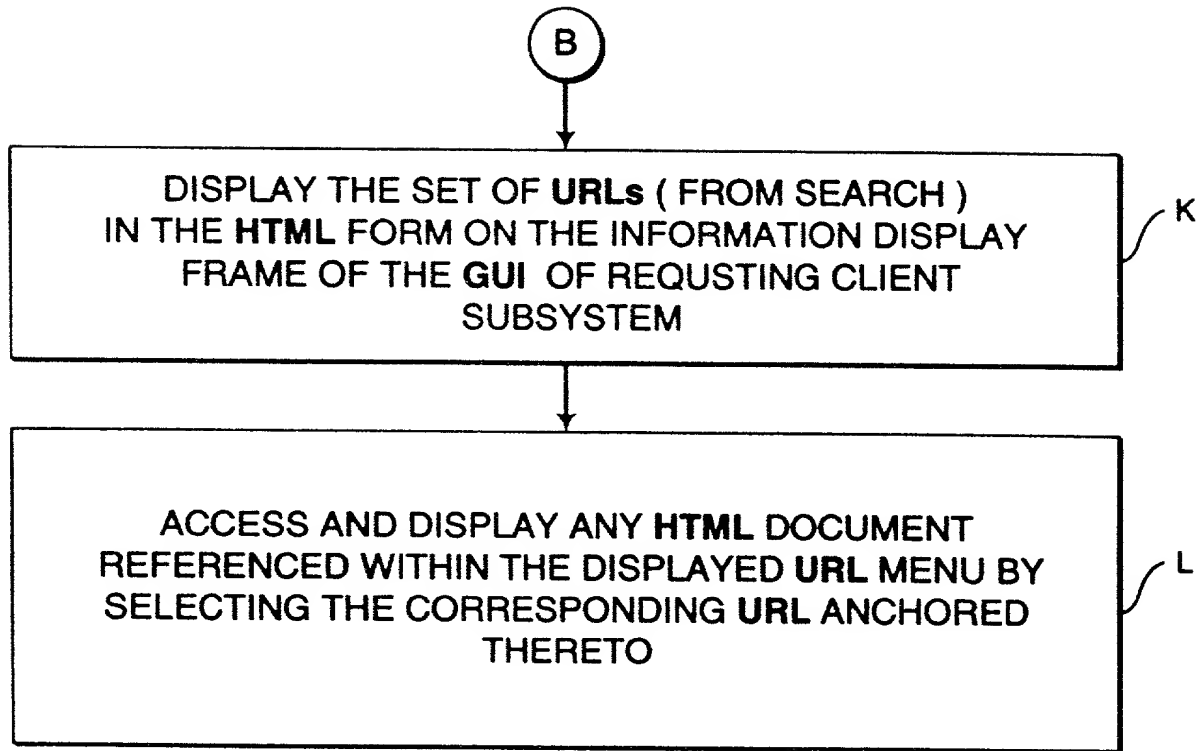 B
DISPLAY THE SET OF URLs ( FROM SEARCH )
IN THE HTML FORM ON THE INFORMATION DISPLAY
FRAME OF THE GUI OF REQUSTING CLIENT
SUBSYSTEM
K
ACCESS AND DISPLAY ANY HTML DOCUMENT
REFERENCED WITHIN THE DISPLAYED URL MENU BY
SELECTING THE CORRESPONDING URL ANCHORED
THERETO
L